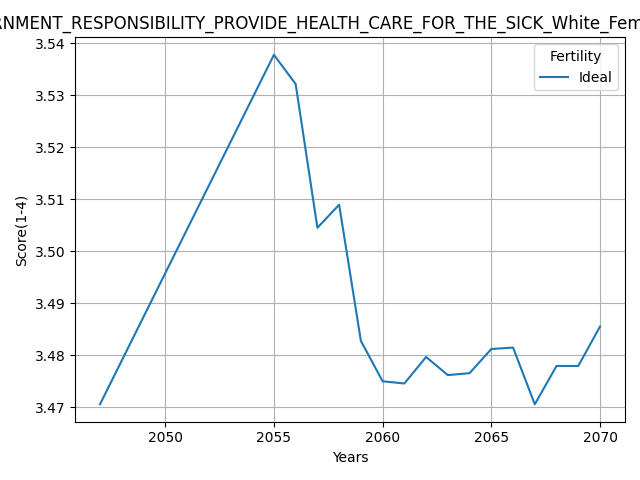 RNMENT_RESPONSIBILITY_PROVIDE_HEALTH_CARE_FOR_THE_SICK_White_Fem
3.54
3.53
3.52
3.51
3.50
3.49
3.48
3.47
Score(1-4)
Fertility
Ideal
2050 2055 2060 2065 2070
Years